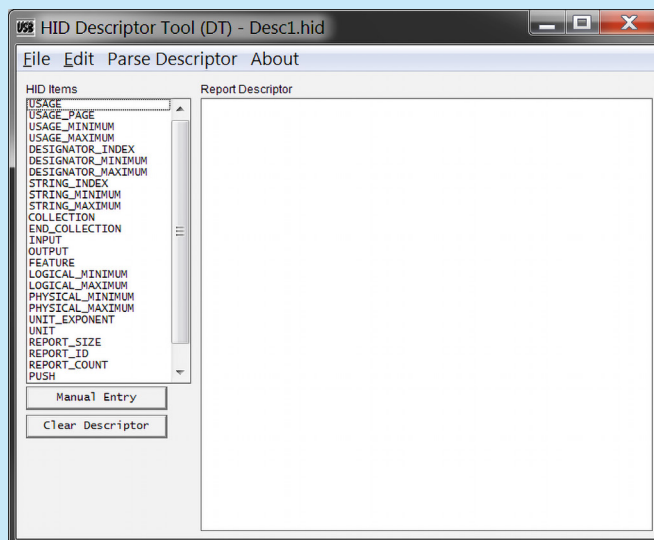 USB HID Descriptor Tool (DT) - Desc1.hid
File Edit Parse Descriptor About
HID Items
Report Descriptor
USAGE
USAGE_PAGE
USAGE_MINIMUM
USAGE_MAXIMUM
DESIGNATOR_INDEX
DESIGNATOR_MINIMUM
DESIGNATOR_MAXIMUM
STRING_INDEX
STRING_MINIMUM
STRING_MAXIMUM
COLLECTION
END_COLLECTION
INPUT
OUTPUT
FEATURE
LOGICAL_MINIMUM
LOGICAL_MAXIMUM
PHYSICAL_MINIMUM
PHYSICAL_MAXIMUM
UNIT_EXPONENT
UNIT
REPORT_SIZE
REPORT_ID
REPORT_COUNT
PUSH
Manual Entry
Clear Descriptor